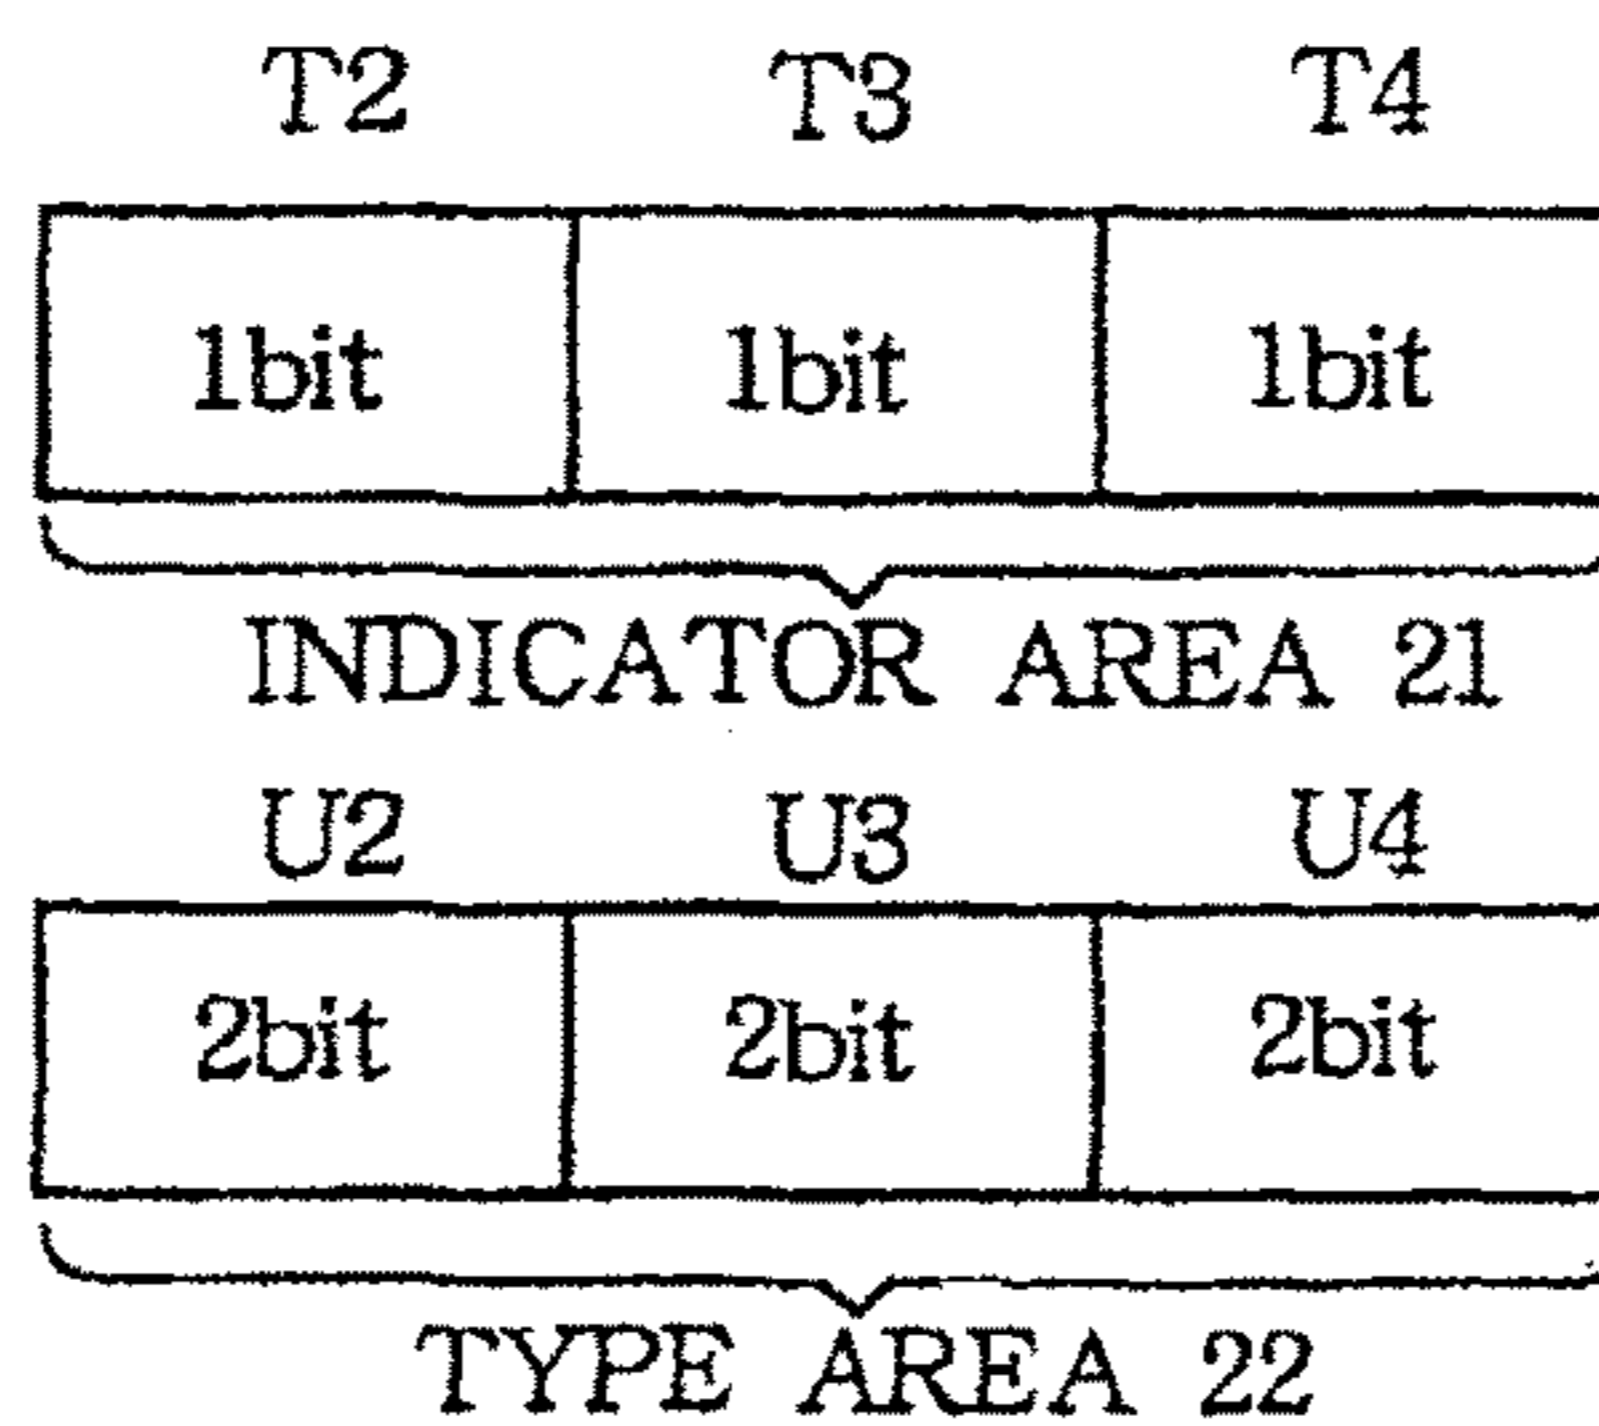 T2 T3 T4
1bit 1bit 1bit
INDICATOR AREA 21
U2 U3 U4
2bit 2bit 2bit
TYPE AREA 22